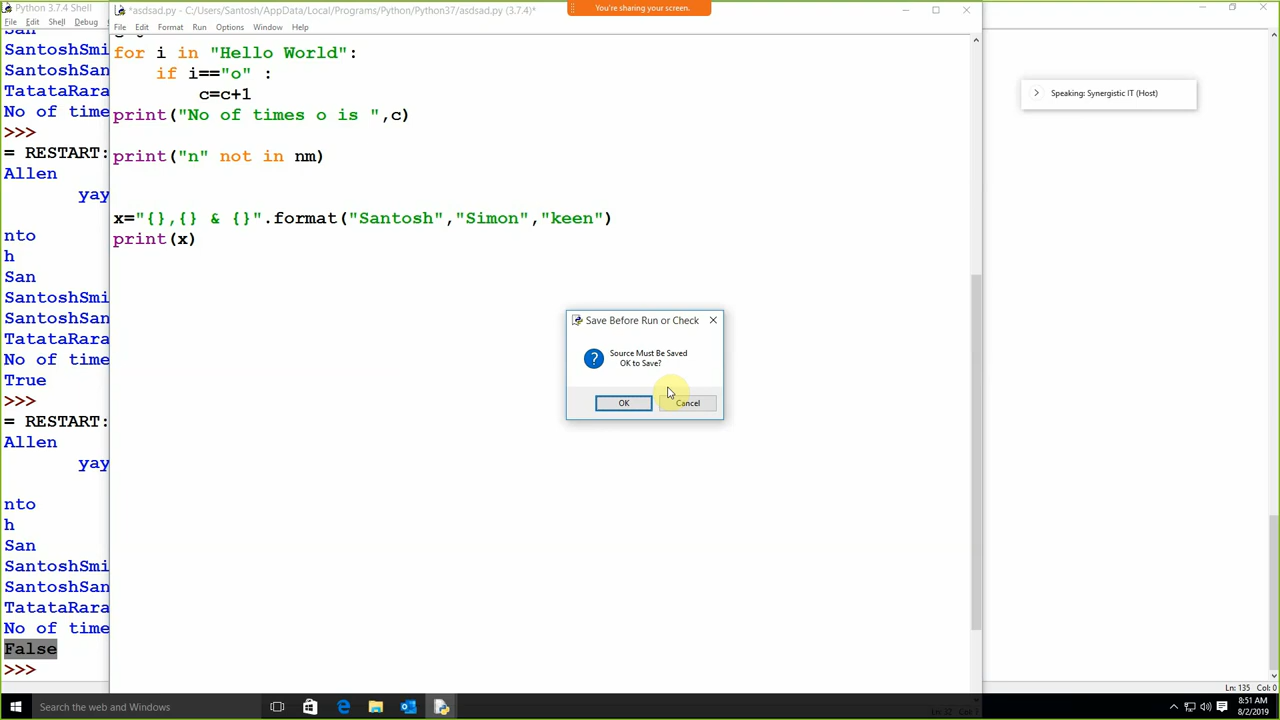 Python 3.7.4 Shell
File Edit Shell Debug
San
SantoshSmi
SantoshSan
TatataRara
No of time
>>>
= RESTART:
Allen
yay
nto
h
San
SantoshSmi
SantoshSan
TatataRara
No of time
True
>>>
= RESTART:
Allen
yay
nto
h
San
SantoshSmi
SantoshSan
TatataRara
No of time
False
>>>
*asdsad.py - C:/Users/Santosh/AppData/Local/Programs/Python/Python37/asdsad.py (3.7.4)*
You're sharing your screen.
File Edit Format Run Options Window Help
for i in "Hello World":
if i=="o" :
c=c+1
print("No of times o is ",c)
print("n" not in nm)
x="{},{} & {}".format("Santosh","Simon","keen")
print(x)
Speaking: Synergistic IT (Host)
Save Before Run or Check
Source Must Be Saved
OK to Save?
OK Cancel
Ln: 135 Col: 0
Search the web and Windows
8:51 AM
8/2/2019